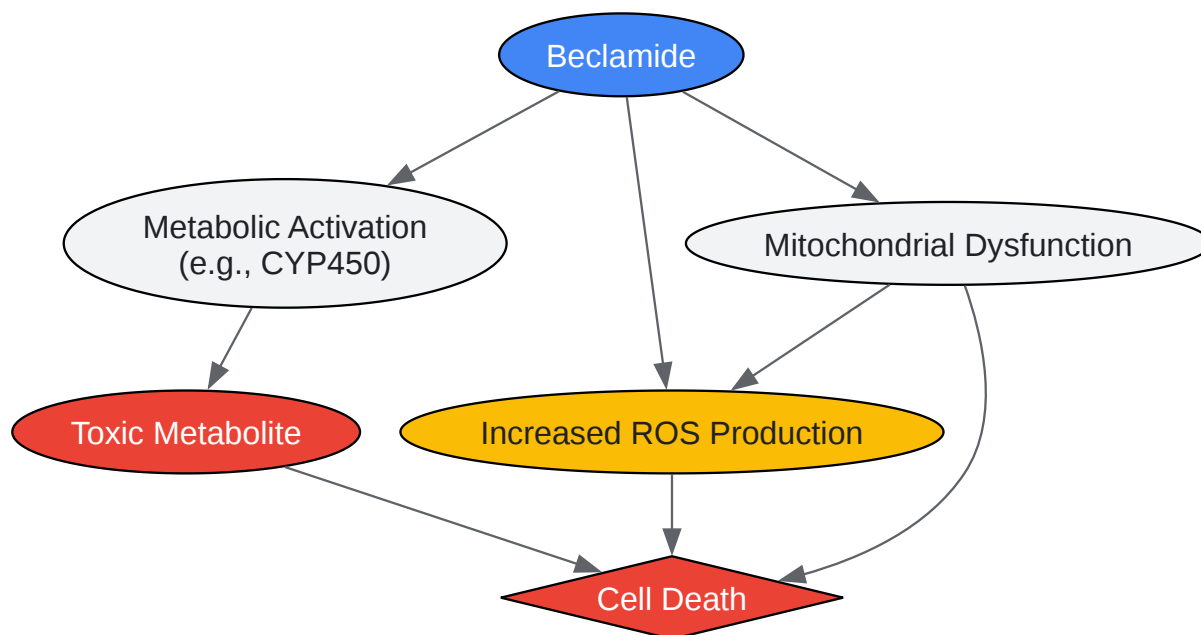 Beclamide
Metabolic Activation
(e.g., CYP450)
Mitochondrial Dysfunction
Toxic Metabolite
Increased ROS Production
Cell Death